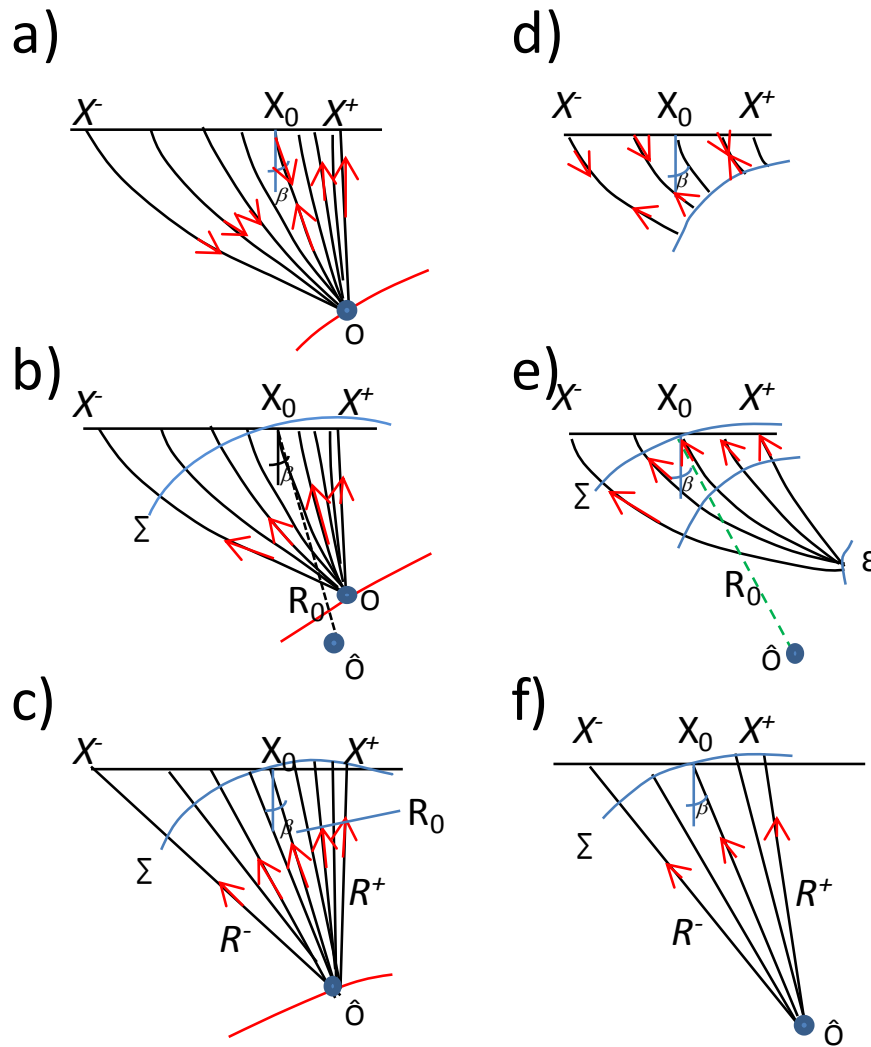 a)
X- X0 X+
β
O
b)
X- X0 X+
β
Σ
R0
O
Ô
c)
X- X0 X+
β
R0
Σ
R- R+
Ô
d)
X- X0 X+
β
e)
X- X0 X+
β
Σ
ε
R0
Ô
f)
X- X0 X+
β
Σ
R- R+
Ô